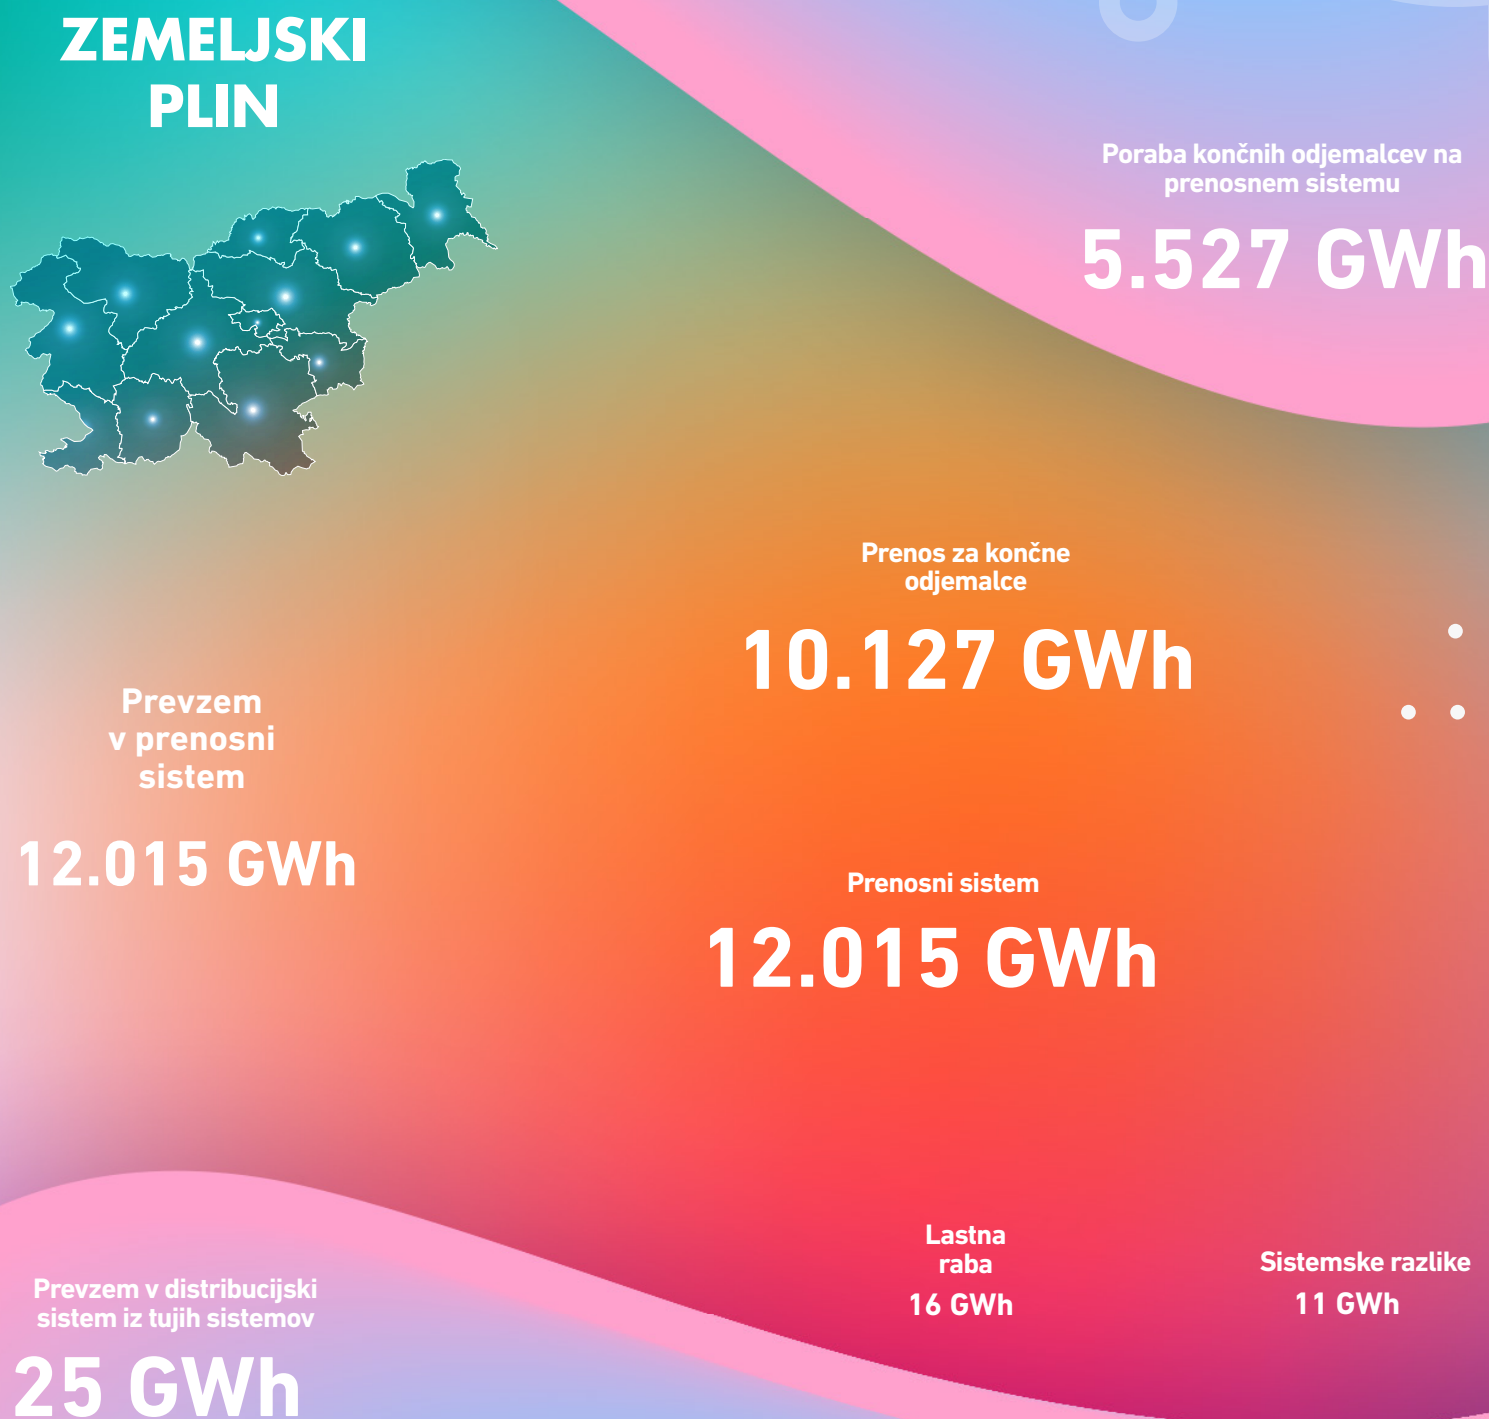 ZEMELJSKI
PLIN
Poraba končnih odjemalcev na
prenosnem sistemu
5.527 GWh
Prenos za končne
odjemalce
10.127 GWh
Prevzem
v prenosni
sistem
12.015 GWh
Prenosni sistem
12.015 GWh
Lastna
raba
16 GWh
Sistemske razlike
11 GWh
Prevzem v distribucijski
sistem iz tujih sistemov
25 GWh